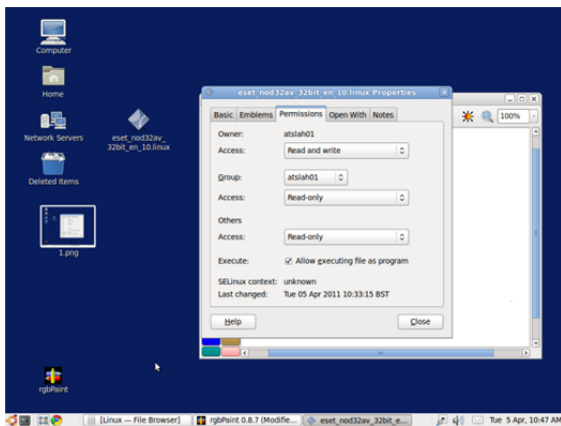 Computer
Home
Network Servers
eset_nod32av_
32bit_en_10.linux
Deleted Items
1.png
rgbPaint
eset_nod32av_32bit_en_10.linux Properties
Basic Emblems Permissions Open With Notes
Owner: atslah01
Access: Read and write
Group: atslah01
Access: Read-only
Others
Access: Read-only
Execute: Allow executing file as program
SELinux context: unknown
Last changed: Tue 05 Apr 2011 10:33:15 BST
Help Close
100%
[Linux — File Browser] rgbPaint 0.8.7 (Modifie... eset_nod32av_32bit_e... Tue 5 Apr, 10:47 AM